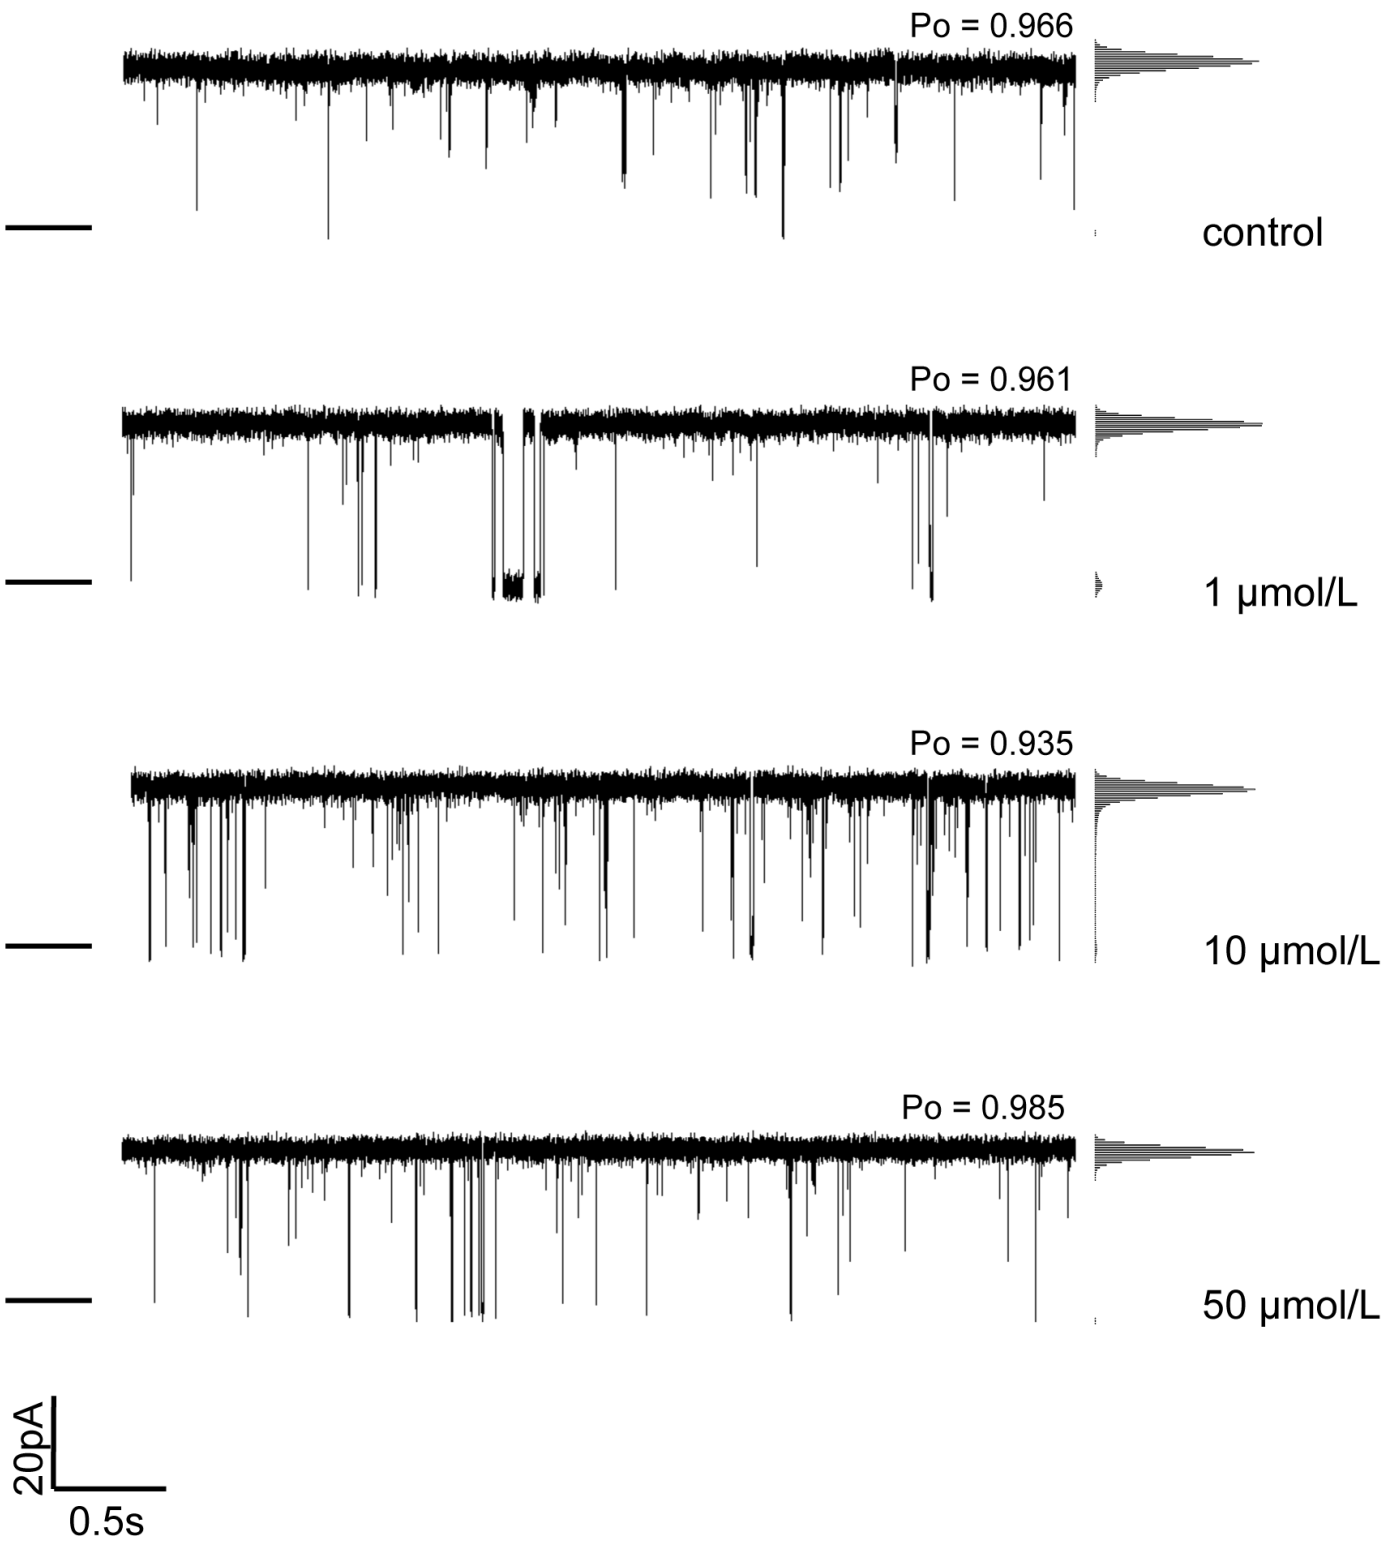 Po = 0.966
control
Po = 0.961
1 µmol/L
Po = 0.935
10 µmol/L
Po = 0.985
50 µmol/L
20pA
0.5s